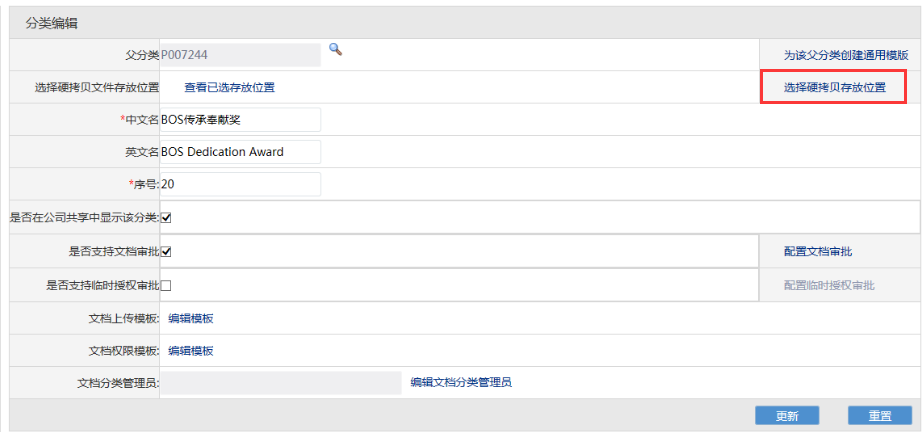 分类编辑
父分类 P007244 为该父分类创建通用模版
选择硬拷贝文件存放位置 查看已选存放位置 选择硬拷贝存放位置
*中文名 BOS传承奉献奖
英文名 BOS Dedication Award
*序号: 20
是否在公司共享中显示该分类:
是否支持文档审批 配置文档审批
是否支持临时授权审批 配置临时授权审批
文档上传模板: 编辑模板
文档权限模板: 编辑模板
文档分类管理员: 编辑文档分类管理员
更新 重置